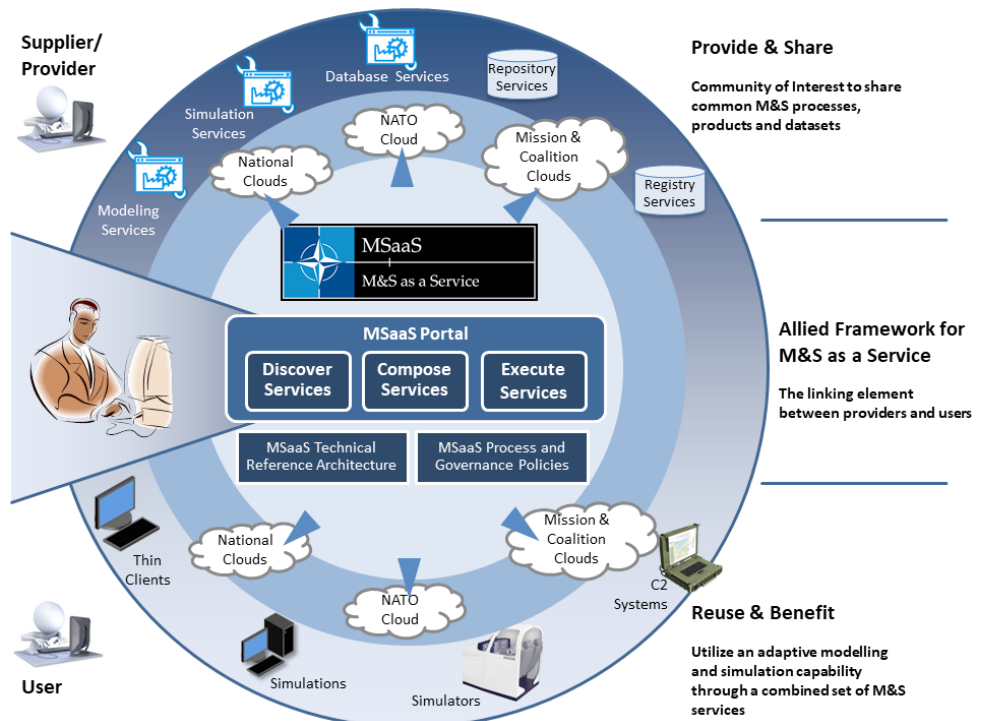 Supplier/
Provider
Database Services
Repository
Services
Provide & Share
Community of Interest to share
common M&S processes,
products and datasets
Simulation
Services
NATO
Cloud
Mission &
Coalition
Clouds
National
Clouds
Registry
Services
Modeling
Services
MSaaS
M&S as a Service
MSaaS Portal
Discover
Services
Compose
Services
Execute
Services
Allied Framework for
M&S as a Service
The linking element
between providers and users
MSaaS Technical
Reference Architecture
MSaaS Process and
Governance Policies
National
Clouds
Mission &
Coalition
Clouds
Thin
Clients
NATO
Cloud
C2
Systems
Reuse & Benefit
Utilize an adaptive modelling
and simulation capability
through a combined set of M&S
services
User
Simulations
Simulators